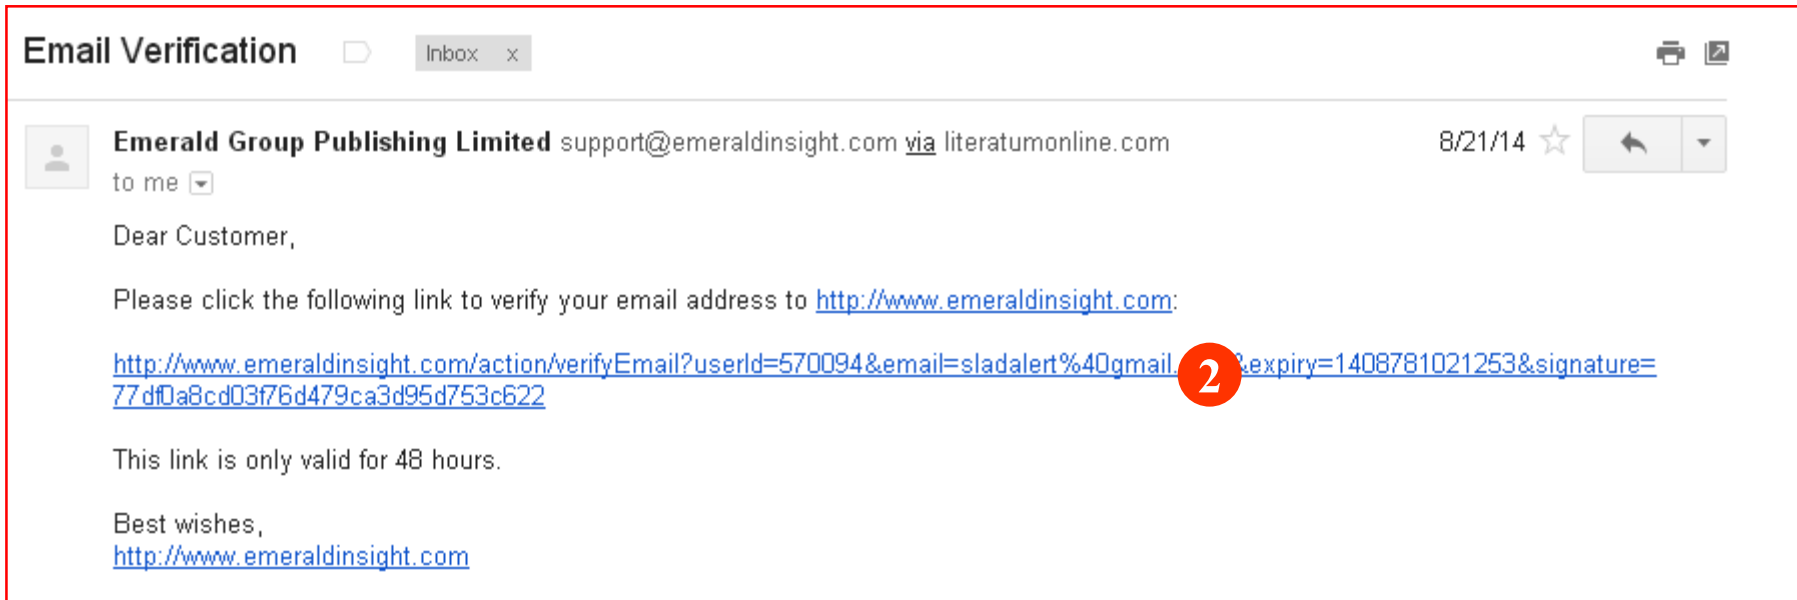 Email Verification Inbox x
Emerald Group Publishing Limited support@emeraldinsight.com via literatumonline.com 8/21/14
to me
Dear Customer,
Please click the following link to verify your email address to http://www.emeraldinsight.com:
http://www.emeraldinsight.com/action/verifyEmail?userId=570094&email=sladalert%40gmail. 2 &expiry=1408781021253&signature=
77df0a8cd03f76d479ca3d95d753c622
This link is only valid for 48 hours.
Best wishes,
http://www.emeraldinsight.com